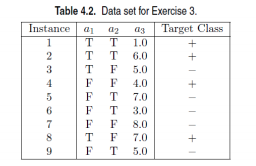 Table 4.2. Data set for Exercise 3.
Instance a1 a2 a3 Target Class
1 T T 1.0 +
2 T T 6.0 +
3 T F 5.0 −
4 F F 4.0 +
5 F T 7.0 −
6 F T 3.0 −
7 F F 8.0 −
8 T F 7.0 +
9 F T 5.0 −